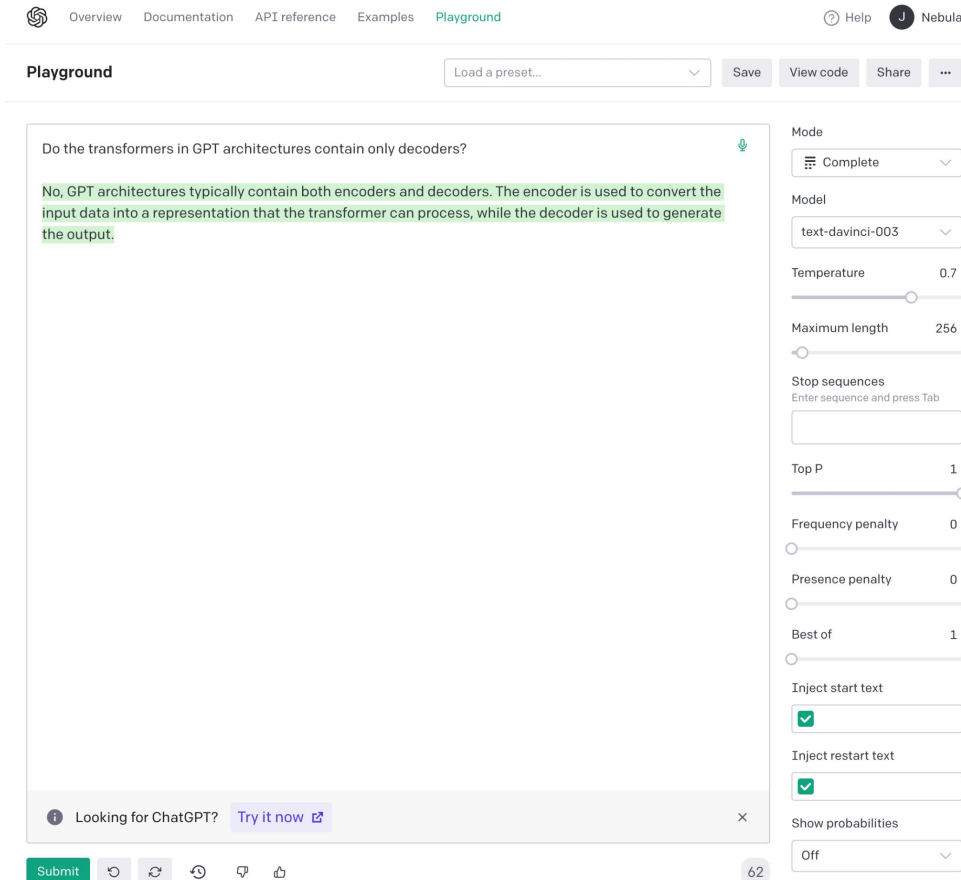 Overview Documentation API reference Examples Playground Help J Nebula
Playground Load a preset... Save View code Share ...
Do the transformers in GPT architectures contain only decoders?
No, GPT architectures typically contain both encoders and decoders. The encoder is used to convert the
input data into a representation that the transformer can process, while the decoder is used to generate
the output.
Looking for ChatGPT? Try it now
Submit 62
Mode
Complete
Model
text-davinci-003
Temperature 0.7
Maximum length 256
Stop sequences
Enter sequence and press Tab
Top P 1
Frequency penalty 0
Presence penalty 0
Best of 1
Inject start text
Inject restart text
Show probabilities
Off